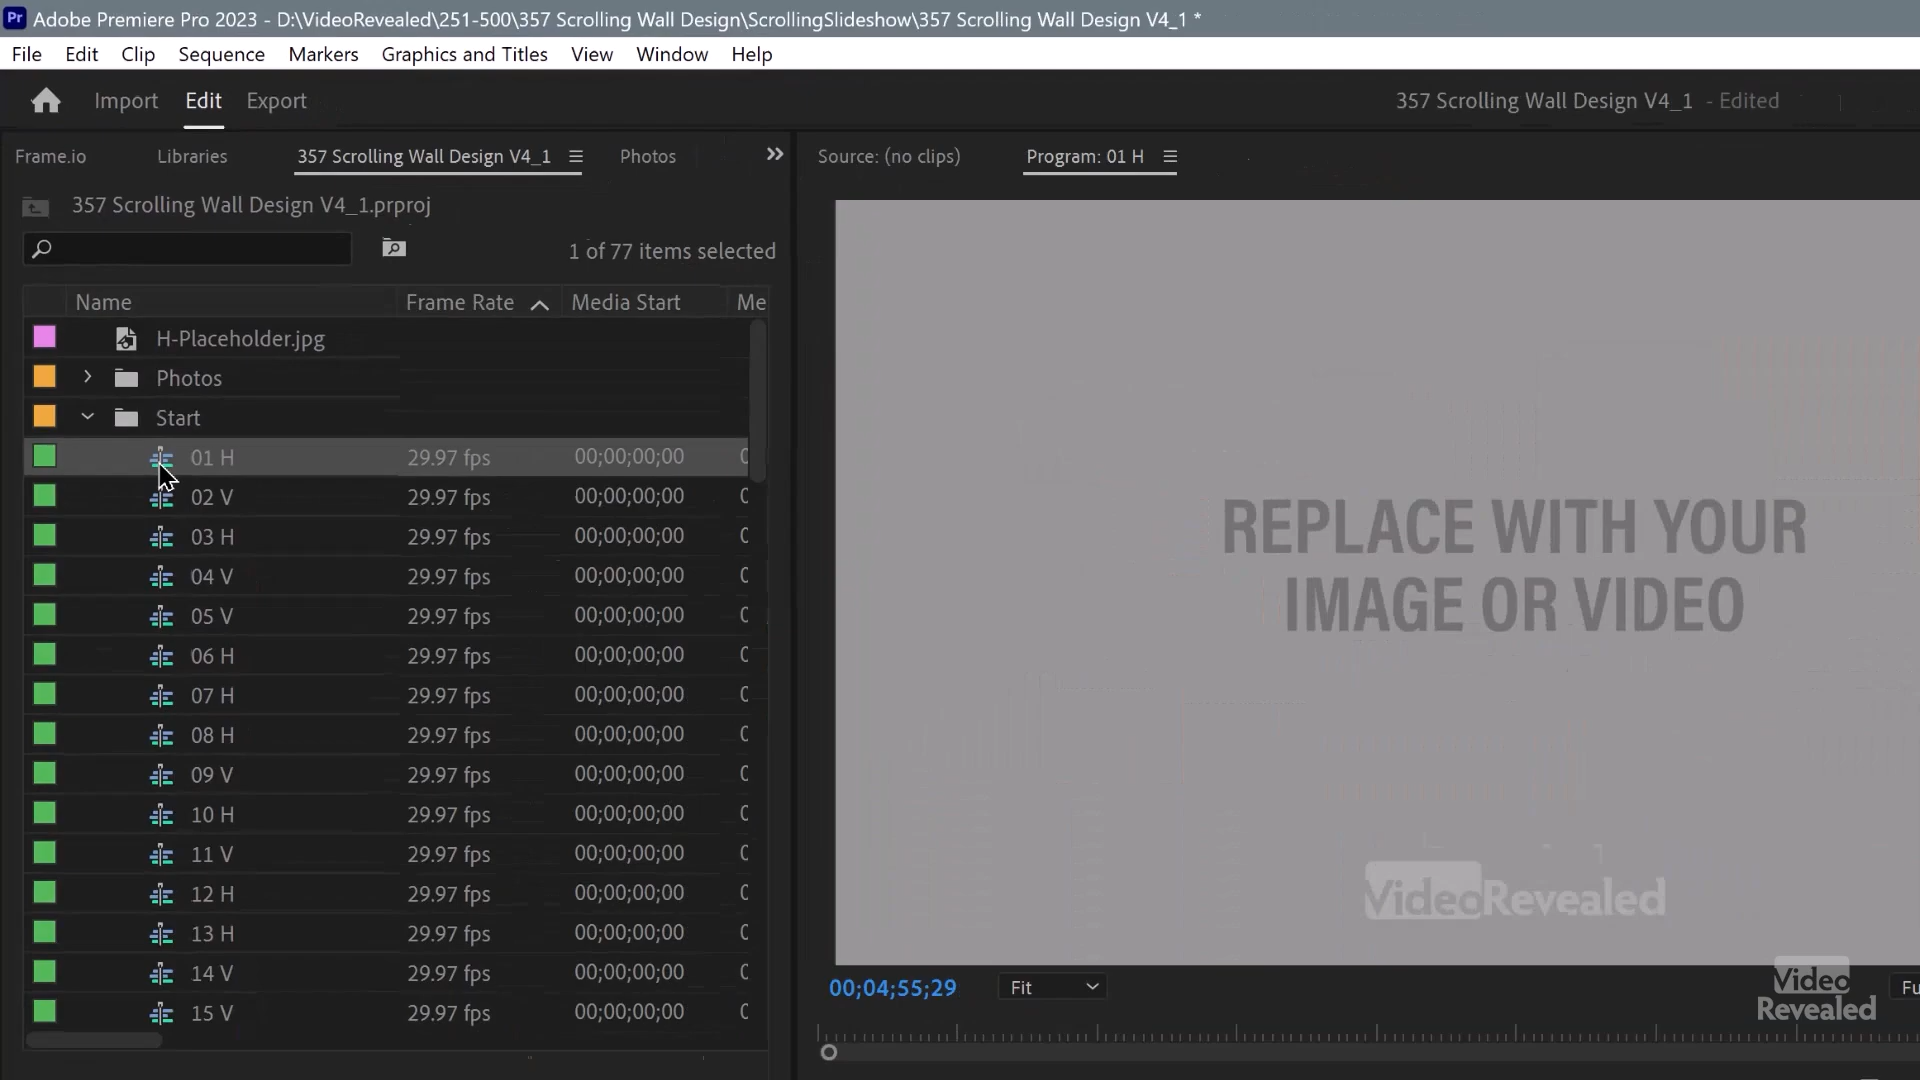 Pr Adobe Premiere Pro 2023 - D:\VideoRevealed\251-500\357 Scrolling Wall Design\ScrollingSlideshow\357 Scrolling Wall Design V4_1 *
File Edit Clip Sequence Markers Graphics and Titles View Window Help
Import Edit Export 357 Scrolling Wall Design V4_1 - Edited
Frame.io Libraries 357 Scrolling Wall Design V4_1 Photos Source: (no clips) Program: 01 H
357 Scrolling Wall Design V4_1.prproj
1 of 77 items selected
Name Frame Rate Media Start Me
H-Placeholder.jpg
Photos
Start
01 H 29.97 fps 00;00;00;00
02 V 29.97 fps 00;00;00;00
03 H 29.97 fps 00;00;00;00
04 V 29.97 fps 00;00;00;00
05 V 29.97 fps 00;00;00;00
06 H 29.97 fps 00;00;00;00
07 H 29.97 fps 00;00;00;00
08 H 29.97 fps 00;00;00;00
09 V 29.97 fps 00;00;00;00
10 H 29.97 fps 00;00;00;00
11 V 29.97 fps 00;00;00;00
12 H 29.97 fps 00;00;00;00
13 H 29.97 fps 00;00;00;00
14 V 29.97 fps 00;00;00;00
15 V 29.97 fps 00;00;00;00
REPLACE WITH YOUR
IMAGE OR VIDEO
VideoRevealed
00;04;55;29 Fit Fu
Video
Revealed